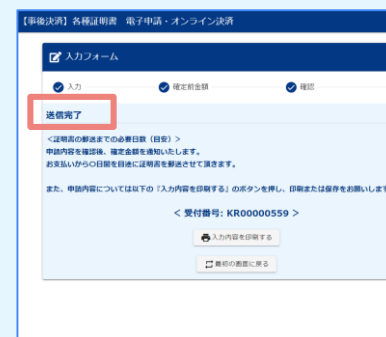 【事後決済】各種証明書 電子申請・オンライン決済
入力フォーム
入力 確定前金額 確認
送信完了
＜証明書の郵送までの必要日数（目安）＞
申請内容を確認後、確定金額を通知いたします。
お支払いから〇日間を目途に証明書を郵送させて頂きます。
また、申請内容については以下の「入力内容を印刷する」のボタンを押し、印刷または保存をお願いします
＜ 受付番号: KR00000559 ＞
入力内容を印刷する
最初の画面に戻る